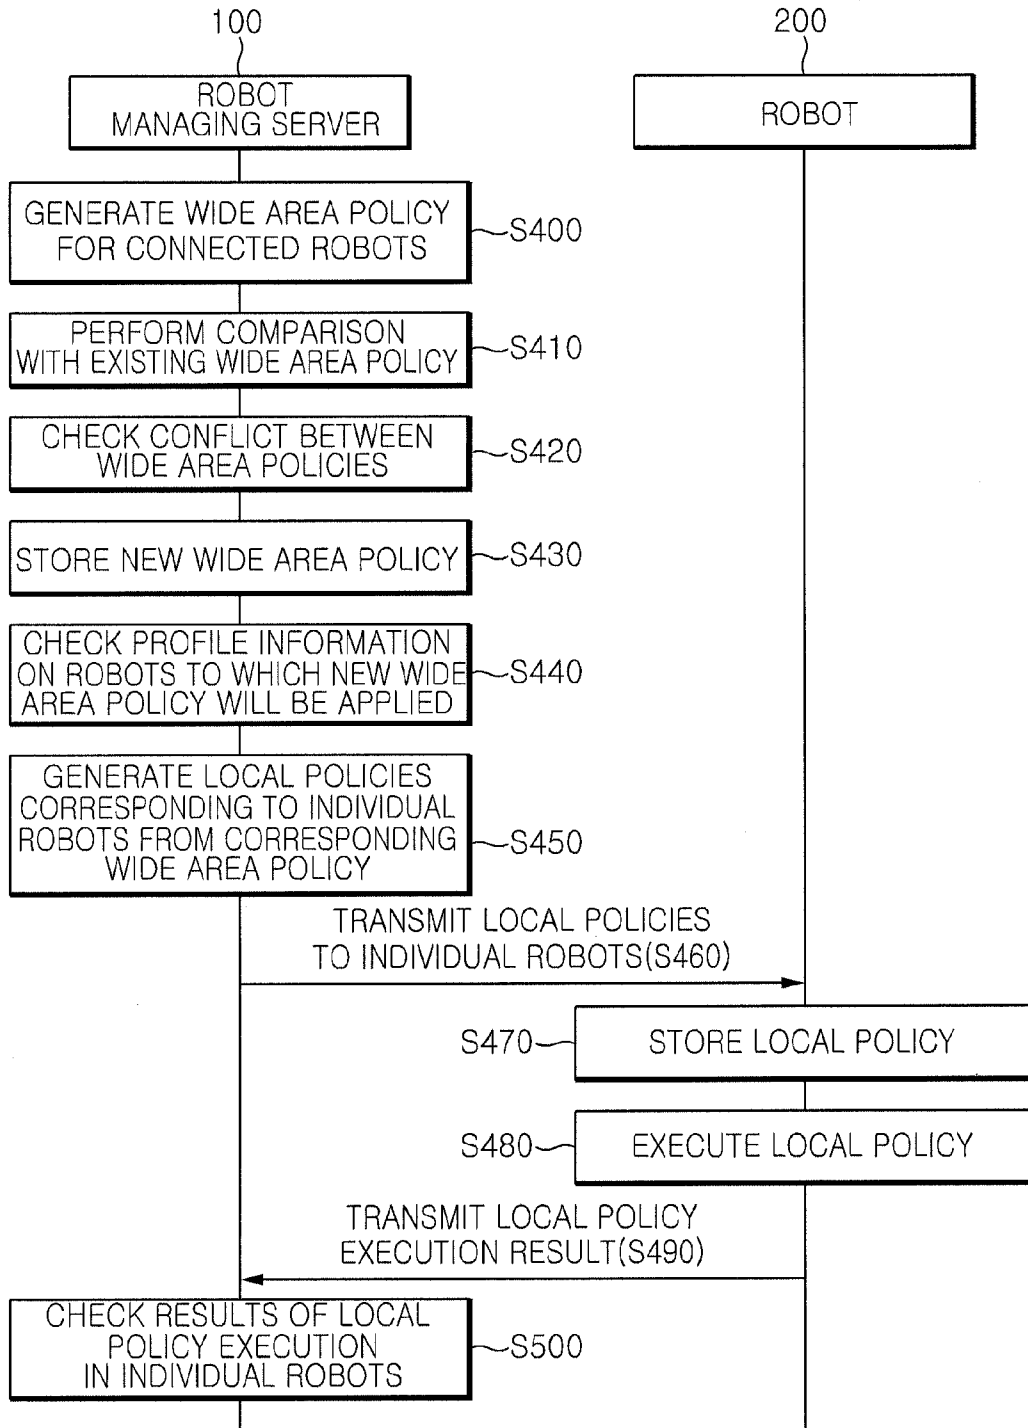 100
200
ROBOT
MANAGING SERVER
ROBOT
GENERATE WIDE AREA POLICY
FOR CONNECTED ROBOTS
S400
PERFORM COMPARISON
WITH EXISTING WIDE AREA POLICY
S410
CHECK CONFLICT BETWEEN
WIDE AREA POLICIES
S420
STORE NEW WIDE AREA POLICY
S430
CHECK PROFILE INFORMATION
ON ROBOTS TO WHICH NEW WIDE
AREA POLICY WILL BE APPLIED
S440
GENERATE LOCAL POLICIES
CORRESPONDING TO INDIVIDUAL
ROBOTS FROM CORRESPONDING
WIDE AREA POLICY
S450
TRANSMIT LOCAL POLICIES
TO INDIVIDUAL ROBOTS(S460)
S470
STORE LOCAL POLICY
S480
EXECUTE LOCAL POLICY
TRANSMIT LOCAL POLICY
EXECUTION RESULT(S490)
CHECK RESULTS OF LOCAL
POLICY EXECUTION
IN INDIVIDUAL ROBOTS
S500